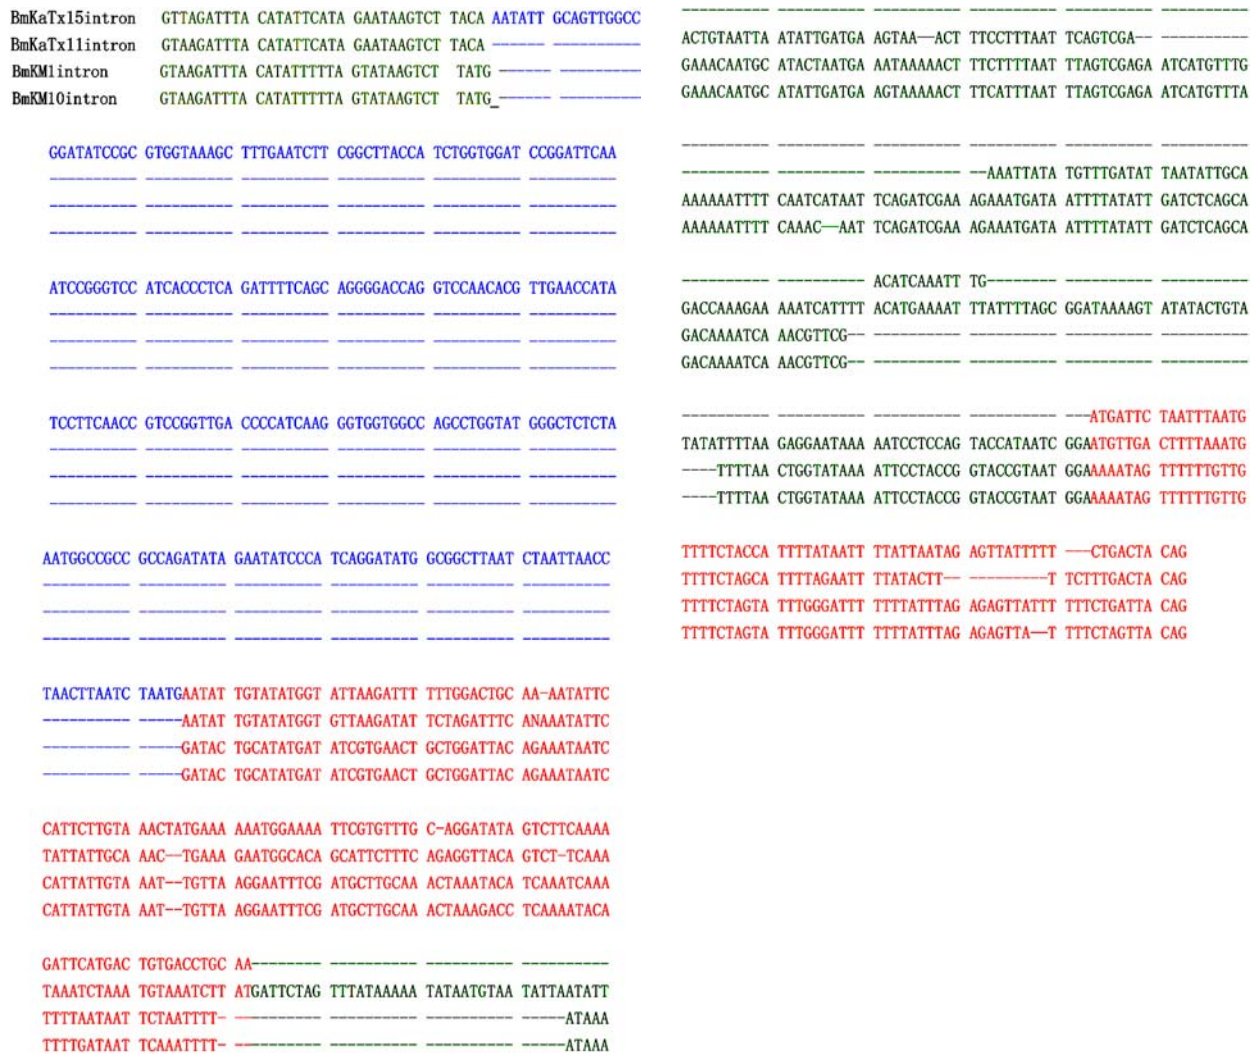 BmKaTx15intron GTTAGATTTA CATATTCATA GAATAAGTCT TACA AATATT GCAGTTGGCC
BmKaTx11intron GTAAGATTTA CATATTCATA GAATAAGTCT TACA ------ ----------
BmKM1intron GTAAGATTTA CATATTTTTA GTATAAGTCT TATG ------ ----------
BmKM10intron GTAAGATTTA CATATTTTTA GTATAAGTCT TATG_------ ----------
GGATATCCGC GTGGTAAAGC TTTGAATCTT CGGCTTACCA TCTGGTGGAT CCGGATTCAA
---------- ---------- ---------- ---------- ---------- ----------
---------- ---------- ---------- ---------- ---------- ----------
---------- ---------- ---------- ---------- ---------- ----------
ATCCGGGTCC ATCACCCTCA GATTTTCAGC AGGGGACCAG GTCCAACACG TTGAACCATA
---------- ---------- ---------- ---------- ---------- ----------
---------- ---------- ---------- ---------- ---------- ----------
---------- ---------- ---------- ---------- ---------- ----------
TCCTTCAACC GTCCGGTTGA CCCCATCAAG GGTGGTGGCC AGCCTGGTAT GGGCTCTCTA
---------- ---------- ---------- ---------- ---------- ----------
---------- ---------- ---------- ---------- ---------- ----------
---------- ---------- ---------- ---------- ---------- ----------
AATGGCCGCC GCCAGATATA GAATATCCCA TCAGGATATG GCGGCTTAAT CTAATTAACC
---------- ---------- ---------- ---------- ---------- ----------
---------- ---------- ---------- ---------- ---------- ----------
---------- ---------- ---------- ---------- ---------- ----------
TAACTTAATC TAATGAATAT TGTATATGGT ATTAAGATTT TTTGGACTGC AA-AATATTC
---------- -----AATAT TGTATATGGT GTTAAGATAT TCTAGATTTC ANAAATATTC
---------- -----GATAC TGCATATGAT ATCGTGAACT GCTGGATTAC AGAAATAATC
---------- -----GATAC TGCATATGAT ATCGTGAACT GCTGGATTAC AGAAATAATC
CATTCTTGTA AACTATGAAA AAATGGAAAA TTCGTGTTTG C-AGGATATA GTCTTCAAAA
TATTATTGCA AAC--TGAAA GAATGGCACA GCATTCTTTC AGAGGTTACA GTCT-TCAAA
CATTATTGTA AAT--TGTTA AGGAATTTCG ATGCTTGCAA ACTAAATACA TCAAATCAAA
CATTATTGTA AAT--TGTTA AGGAATTTCG ATGCTTGCAA ACTAAAGACC TCAAAATACA
GATTCATGAC TGTGACCTGC AA-------- ---------- ---------- ----------
TAAATCTAAA TGTAAATCTT ATGATTCTAG TTTATAAAAA TATAATGTAA TATTAATATT
TTTTAATAAT TCTAATTTT- ---------- ---------- ---------- -----ATAAA
TTTTGATAAT TCAAATTTT- ---------- ---------- ---------- -----ATAAA
---------- ---------- ---------- ---------- ---------- ----------
ACTGTAATTA ATATTGATGA AGTAA--ACT TTCCTTTAAT TCAGTCGA-- ----------
GAAACAATGC ATACTAATGA AATAAAAACT TTCTTTTAAT TTAGTCGAGA ATCATGTTTG
GAAACAATGC ATATTGATGA AGTAAAAACT TTCATTTAAT TTAGTCGAGA ATCATGTTTA
---------- ---------- ---------- ---------- ---------- ----------
---------- ---------- ---------- --AAATTATA TGTTTGATAT TAATATTGCA
AAAAAATTTT CAATCATAAT TCAGATCGAA AGAAATGATA ATTTTATATT GATCTCAGCA
AAAAAATTTT CAAAC--AAT TCAGATCGAA AGAAATGATA ATTTTATATT GATCTCAGCA
---------- ---------- ACATCAAATT TG-------- ---------- ----------
GACCAAAGAA AAATCATTTT ACATGAAAAT TTATTTTAGC GGATAAAAGT ATATACTGTA
GACAAAATCA AACGTTCG-- ---------- ---------- ---------- ----------
GACAAAATCA AACGTTCG-- ---------- ---------- ---------- ----------
---------- ---------- ---------- ---------- ---ATGATTC TAATTTAATG
TATATTTTAA GAGGAATAAA AATCCTCCAG TACCATAATC GGAATGTTGA CTTTTAAATG
----TTTTAA CTGGTATAAA ATTCCTACCG GTACCGTAAT GGAAAAATAG TTTTTTGTTG
----TTTTAA CTGGTATAAA ATTCCTACCG GTACCGTAAT GGAAAAATAG TTTTTTGTTG
TTTTCTACCA TTTTATAATT TTATTAATAG AGTTATTTTT ---CTGACTA CAG
TTTTCTAGCA TTTTAGAATT TTATACTT-- ---------T TCTTTGACTA CAG
TTTTCTAGTA TTTGGGATTT TTTTATTTAG AGAGTTATTT TTTCTGATTA CAG
TTTTCTAGTA TTTGGGATTT TTTTATTTAG AGAGTTA--T TTTCTAGTTA CAG